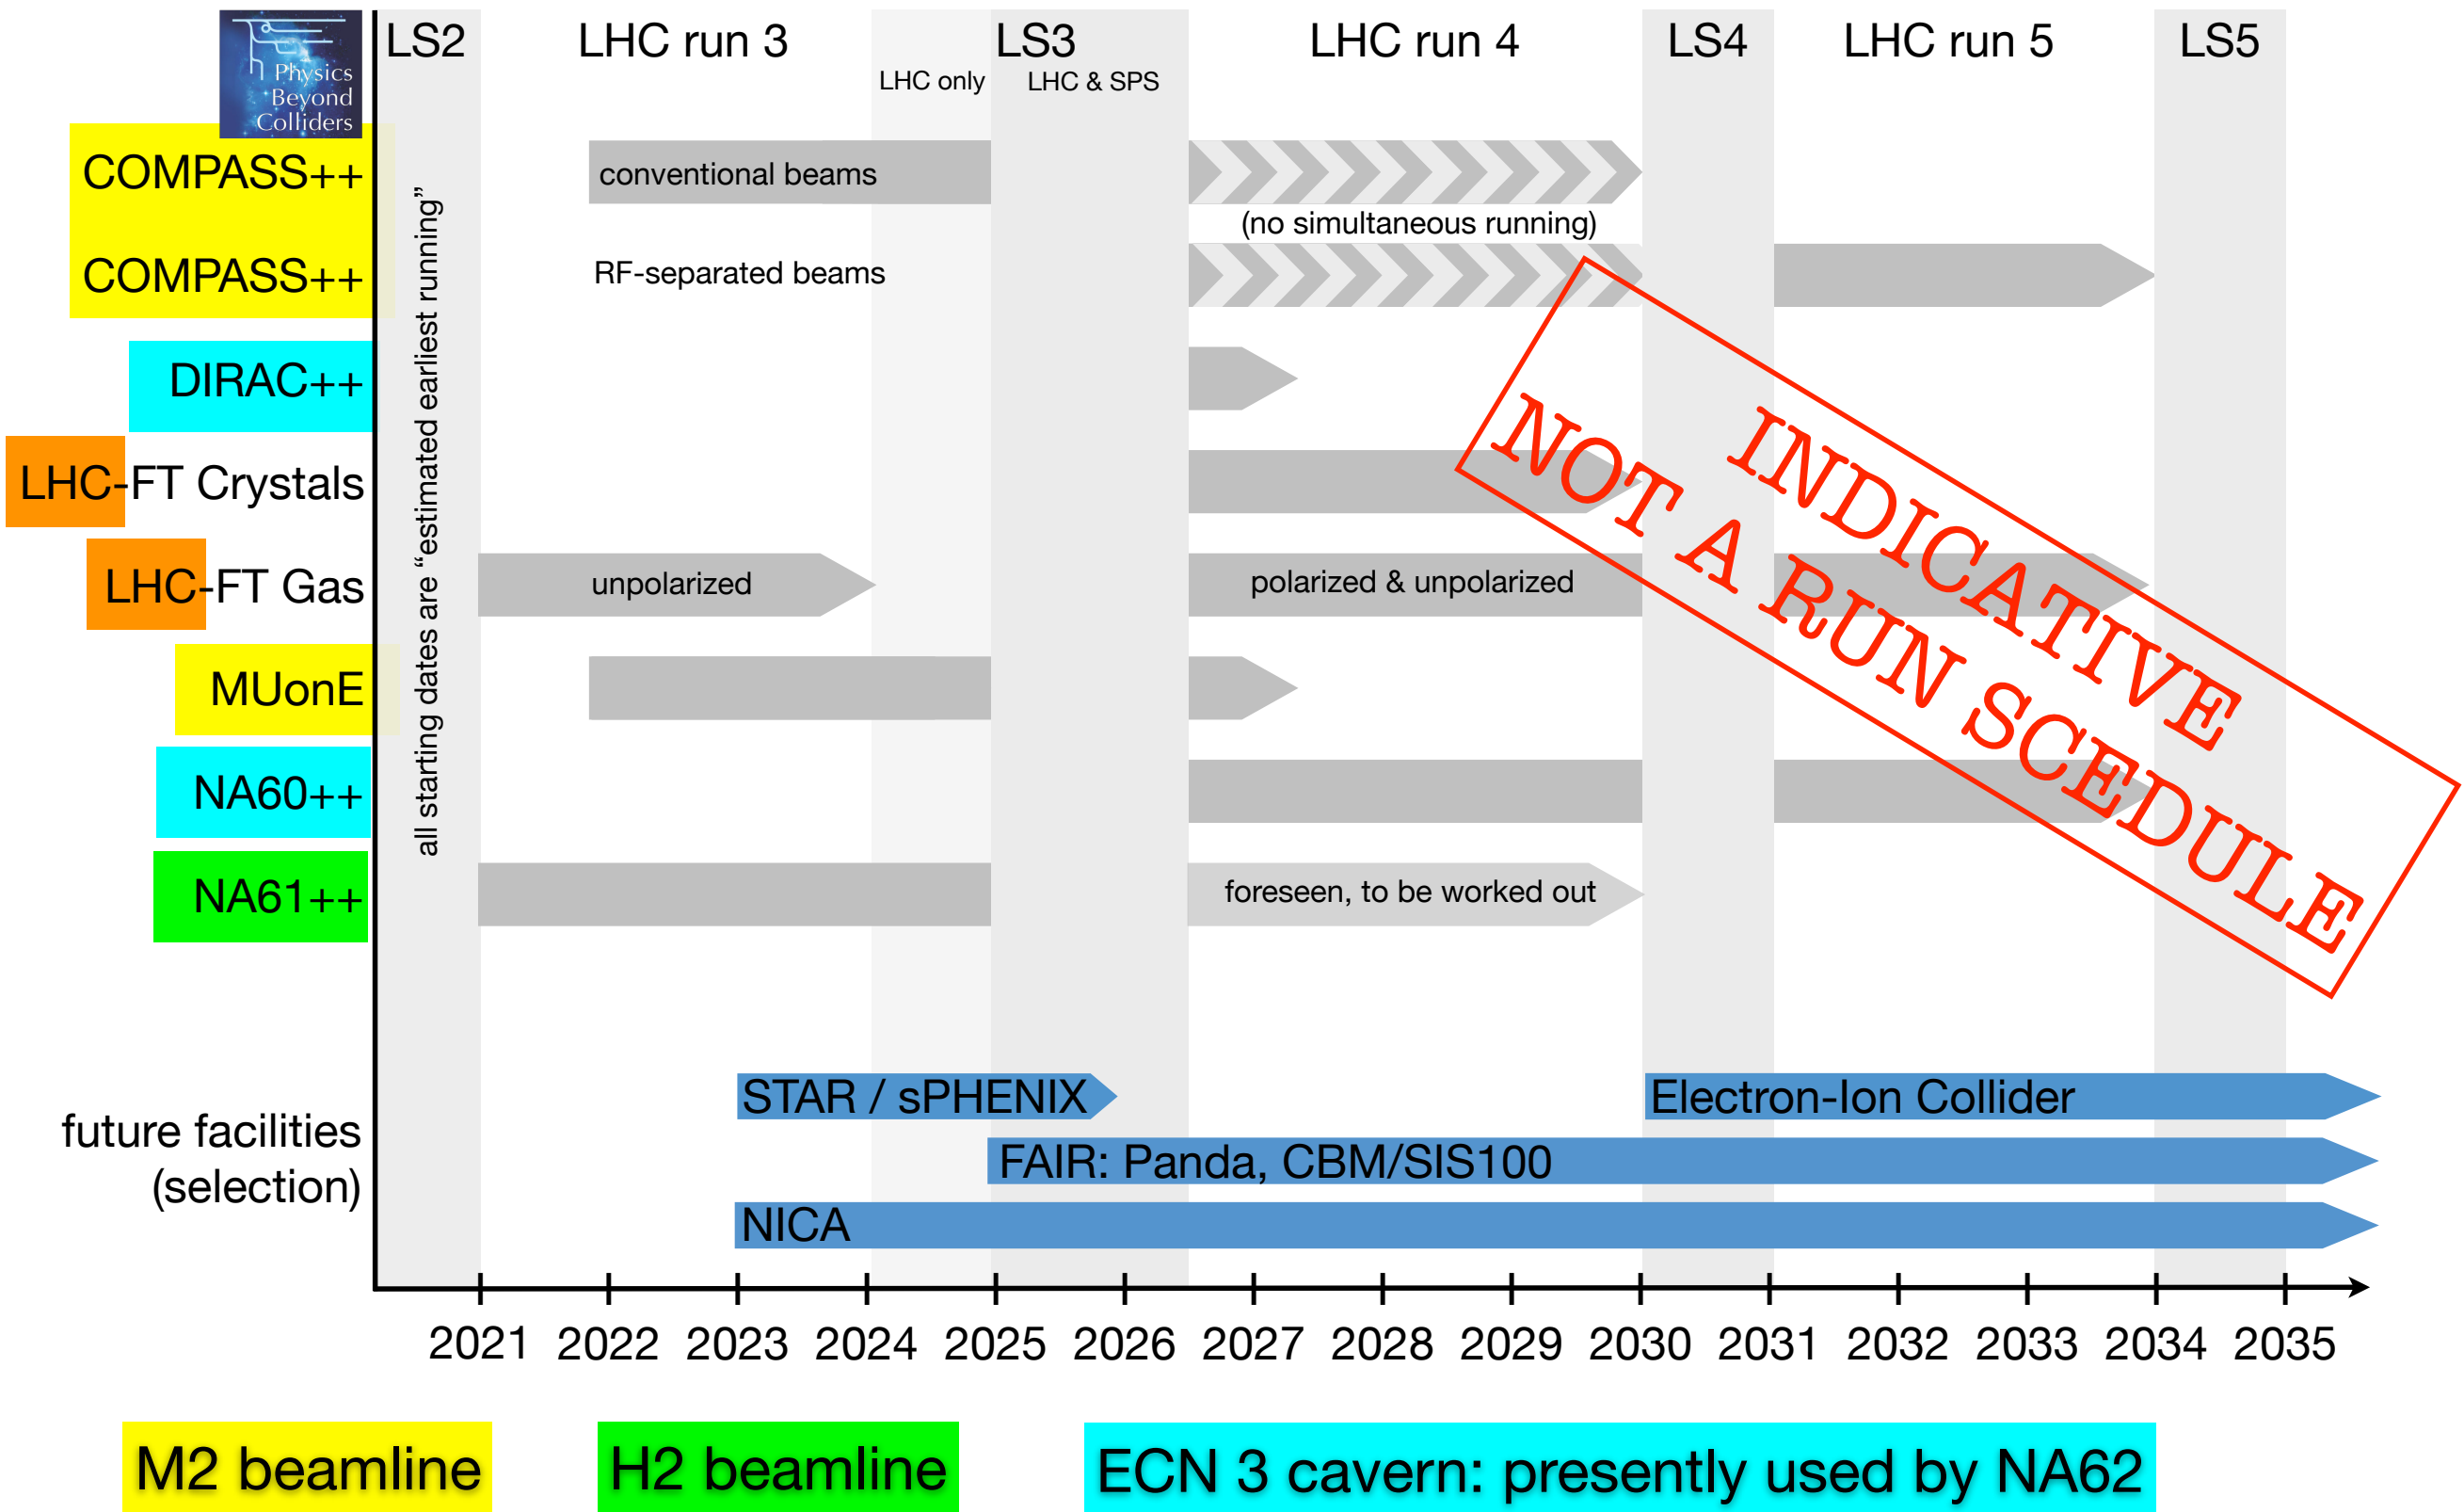 Physics
Beyond
Colliders
LS2
LHC run 3
LS3
LHC run 4
LS4
LHC run 5
LS5
LHC only
LHC & SPS
COMPASS++
conventional beams
(no simultaneous running)
COMPASS++
RF-separated beams
all starting dates are “estimated earliest running”
DIRAC++
LHC-FT Crystals
LHC-FT Gas
unpolarized
polarized & unpolarized
MUonE
NA60++
NA61++
foreseen, to be worked out
INDICATIVE
NOT A RUN SCEDULE
future facilities
(selection)
STAR / sPHENIX
Electron-Ion Collider
FAIR: Panda, CBM/SIS100
NICA
2021 2022 2023 2024 2025 2026 2027 2028 2029 2030 2031 2032 2033 2034 2035
M2 beamline
H2 beamline
ECN 3 cavern: presently used by NA62